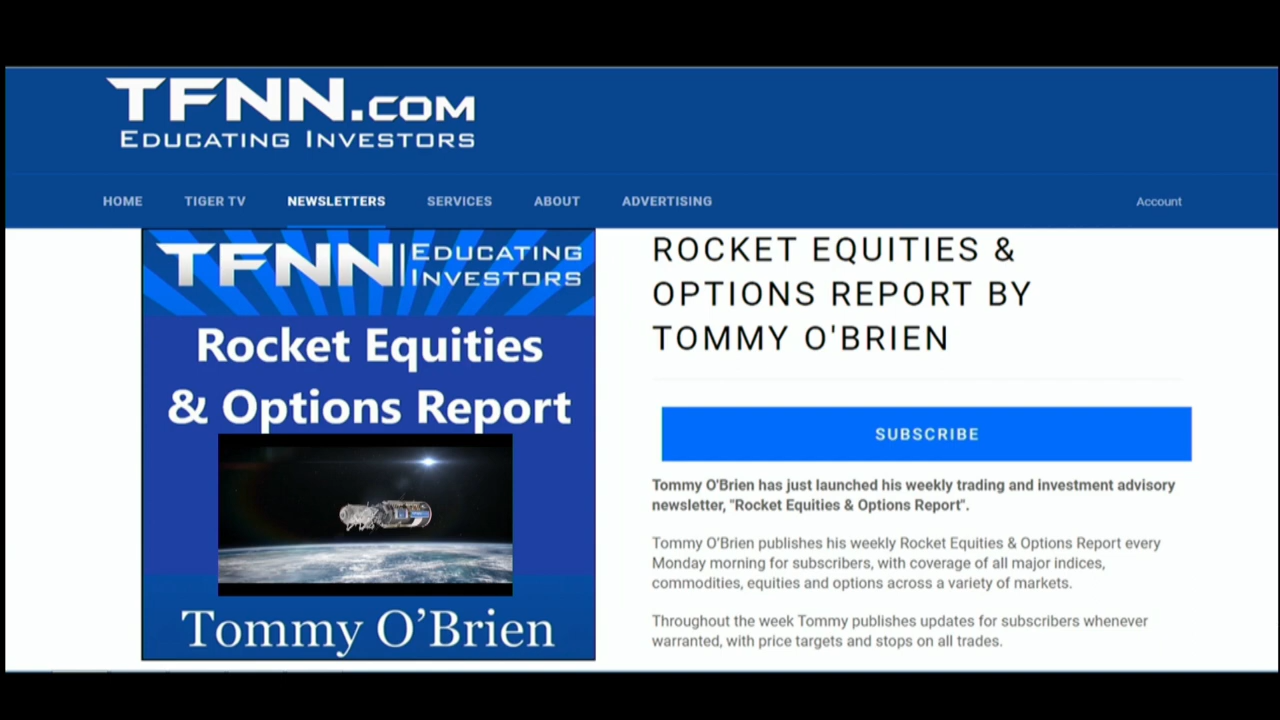 TFNN.COM
EDUCATING INVESTORS
HOME TIGER TV NEWSLETTERS SERVICES ABOUT ADVERTISING Account
TFNN EDUCATING
INVESTORS
Rocket Equities
& Options Report
Tommy O’Brien
ROCKET EQUITIES &
OPTIONS REPORT BY
TOMMY O'BRIEN
SUBSCRIBE
Tommy O'Brien has just launched his weekly trading and investment advisory
newsletter, "Rocket Equities & Options Report".
Tommy O'Brien publishes his weekly Rocket Equities & Options Report every
Monday morning for subscribers, with coverage of all major indices,
commodities, equities and options across a variety of markets.
Throughout the week Tommy publishes updates for subscribers whenever
warranted, with price targets and stops on all trades.